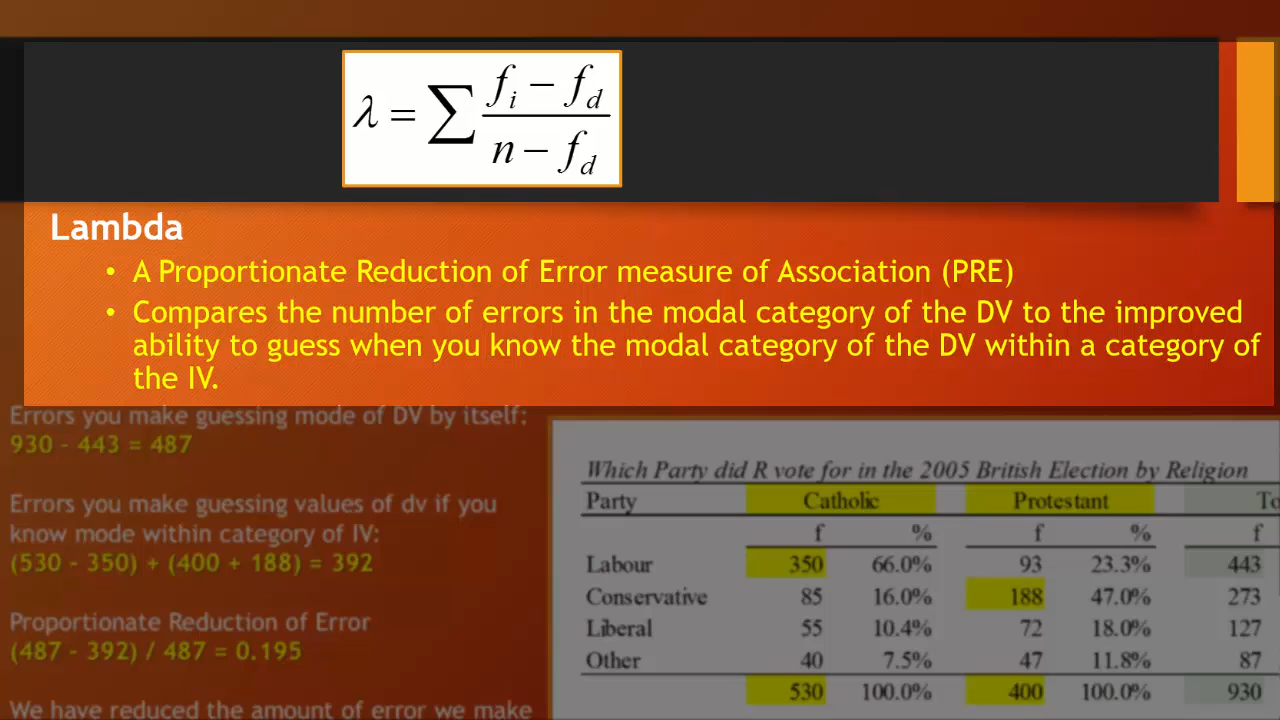 λ = ∑ (f_i − f_d) / (n − f_d)
Lambda
• A Proportionate Reduction of Error measure of Association (PRE)
• Compares the number of errors in the modal category of the DV to the improved
ability to guess when you know the modal category of the DV within a category of
the IV.
Errors you make guessing mode of DV by itself:
930 - 443 = 487
Errors you make guessing values of dv if you
know mode within category of IV:
(530 - 350) + (400 + 188) = 392
Proportionate Reduction of Error
(487 - 392) / 487 = 0.195
We have reduced the amount of error we make
Which Party did R vote for in the 2005 British Election by Religion
Party Catholic Protestant To
f % f % f
Labour 350 66.0% 93 23.3% 443
Conservative 85 16.0% 188 47.0% 273
Liberal 55 10.4% 72 18.0% 127
Other 40 7.5% 47 11.8% 87
530 100.0% 400 100.0% 930